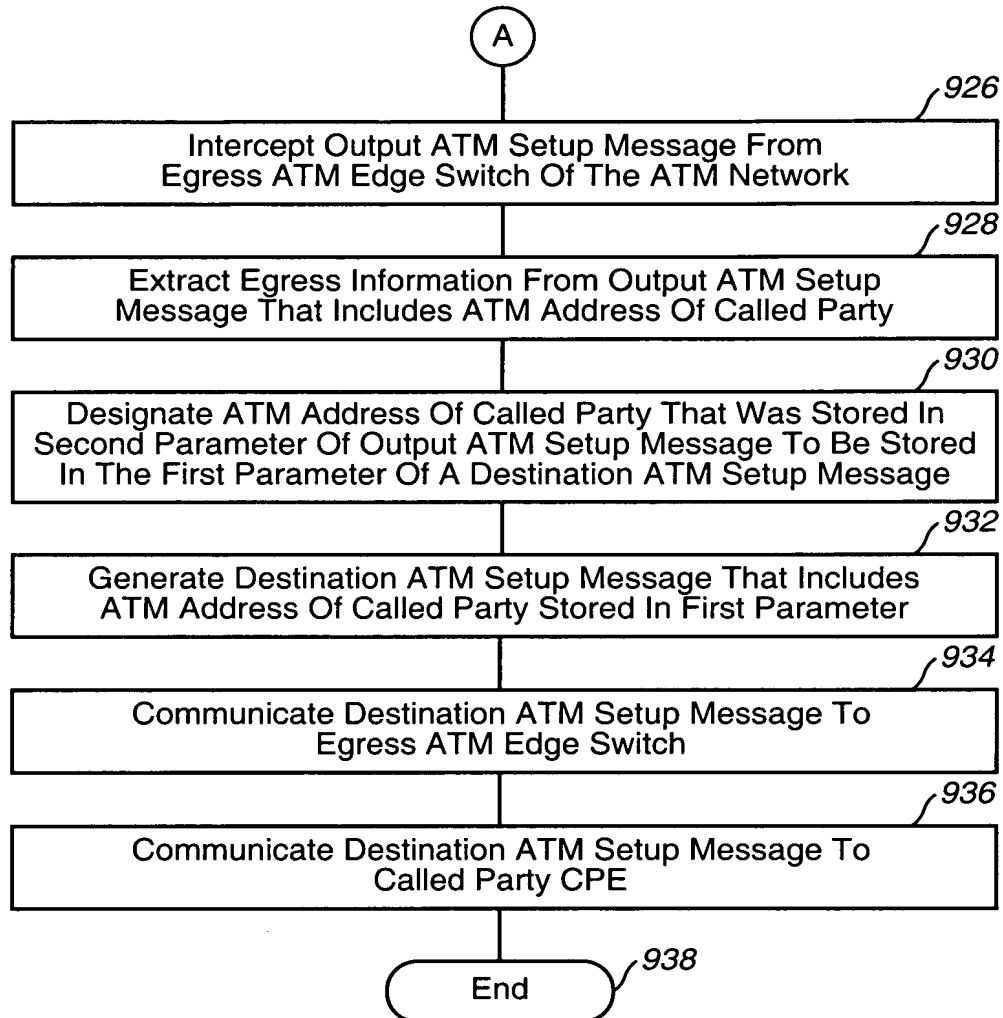 A
926
Intercept Output ATM Setup Message From
Egress ATM Edge Switch Of The ATM Network
928
Extract Egress Information From Output ATM Setup
Message That Includes ATM Address Of Called Party
930
Designate ATM Address Of Called Party That Was Stored In
Second Parameter Of Output ATM Setup Message To Be Stored
In The First Parameter Of A Destination ATM Setup Message
932
Generate Destination ATM Setup Message That Includes
ATM Address Of Called Party Stored In First Parameter
934
Communicate Destination ATM Setup Message To
Egress ATM Edge Switch
936
Communicate Destination ATM Setup Message To
Called Party CPE
938
End